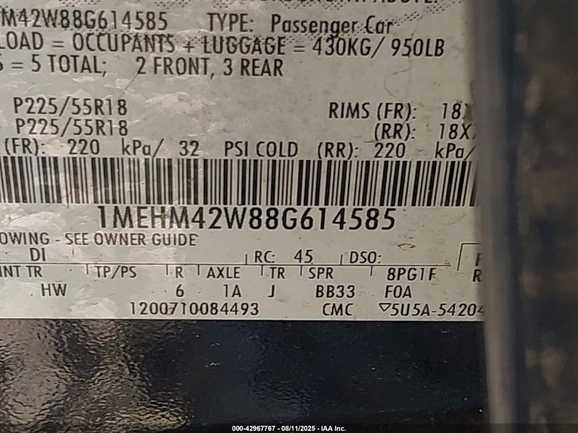 M42W88G614585 TYPE: Passenger Car
LOAD = OCCUPANTS + LUGGAGE = 430KG/ 950LB
S = 5 TOTAL; 2 FRONT, 3 REAR
P225/55R18 RIMS (FR): 18X
P225/55R18 (RR): 18X
(FR): 220 kPa/ 32 PSI COLD (RR): 220 kPa/
1MEHM42W88G614585
OWING - SEE OWNER GUIDE
DI RC: 45 DSO:
INT TR TP/PS R AXLE TR SPR 8PG1F
HW 6 1A J BB33 F0A
1200710084493 CMC ▽5U5A-54204
000-42967767 - 08/11/2025 - IAA Inc.